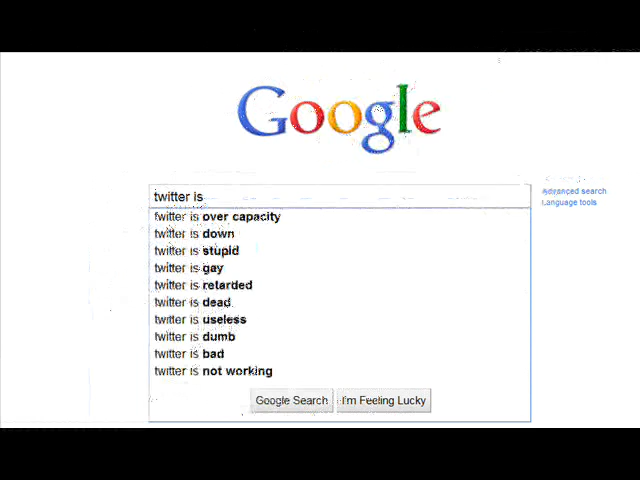 Google
twitter is
Advanced search
Language tools
twitter is over capacity
twitter is down
twitter is stupid
twitter is gay
twitter is retarded
twitter is dead
twitter is useless
twitter is dumb
twitter is bad
twitter is not working
Google Search
I'm Feeling Lucky